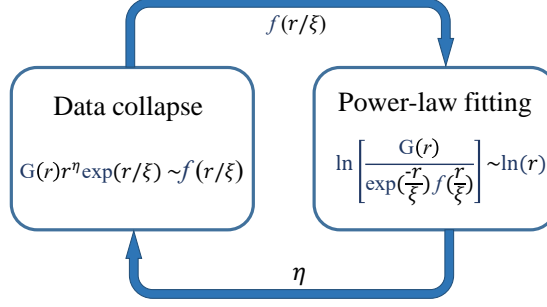 f(r/ξ)
Data collapse
G(r)r^η exp(r/ξ) ~f(r/ξ)
Power-law fitting
ln[G(r)/(exp(-r/ξ) f(r/ξ))] ~ln(r)
η